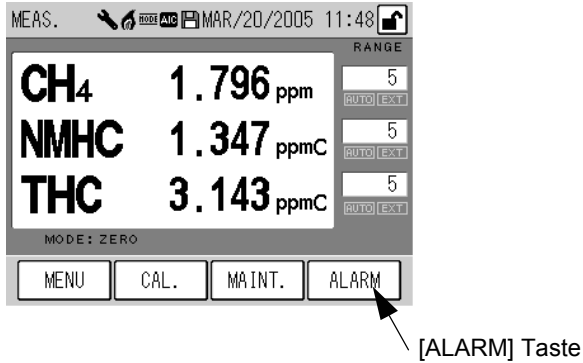 MEAS. MODE AIC MAR/20/2005 11:48
RANGE
CH4 1.796 ppm 5
AUTO EXT
NMHC 1.347 ppmC 5
AUTO EXT
THC 3.143 ppmC 5
AUTO EXT
MODE: ZERO
MENU CAL. MAINT. ALARM
[ALARM] Taste